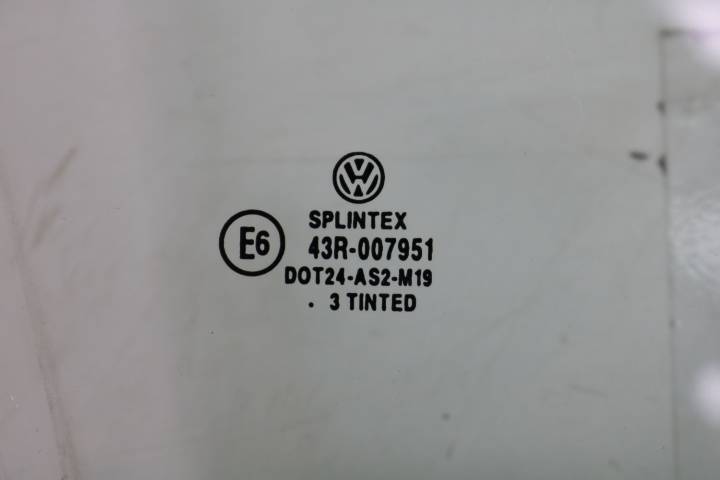 SPLINTEX
E6 43R-007951
DOT24-AS2-M19
. 3 TINTED